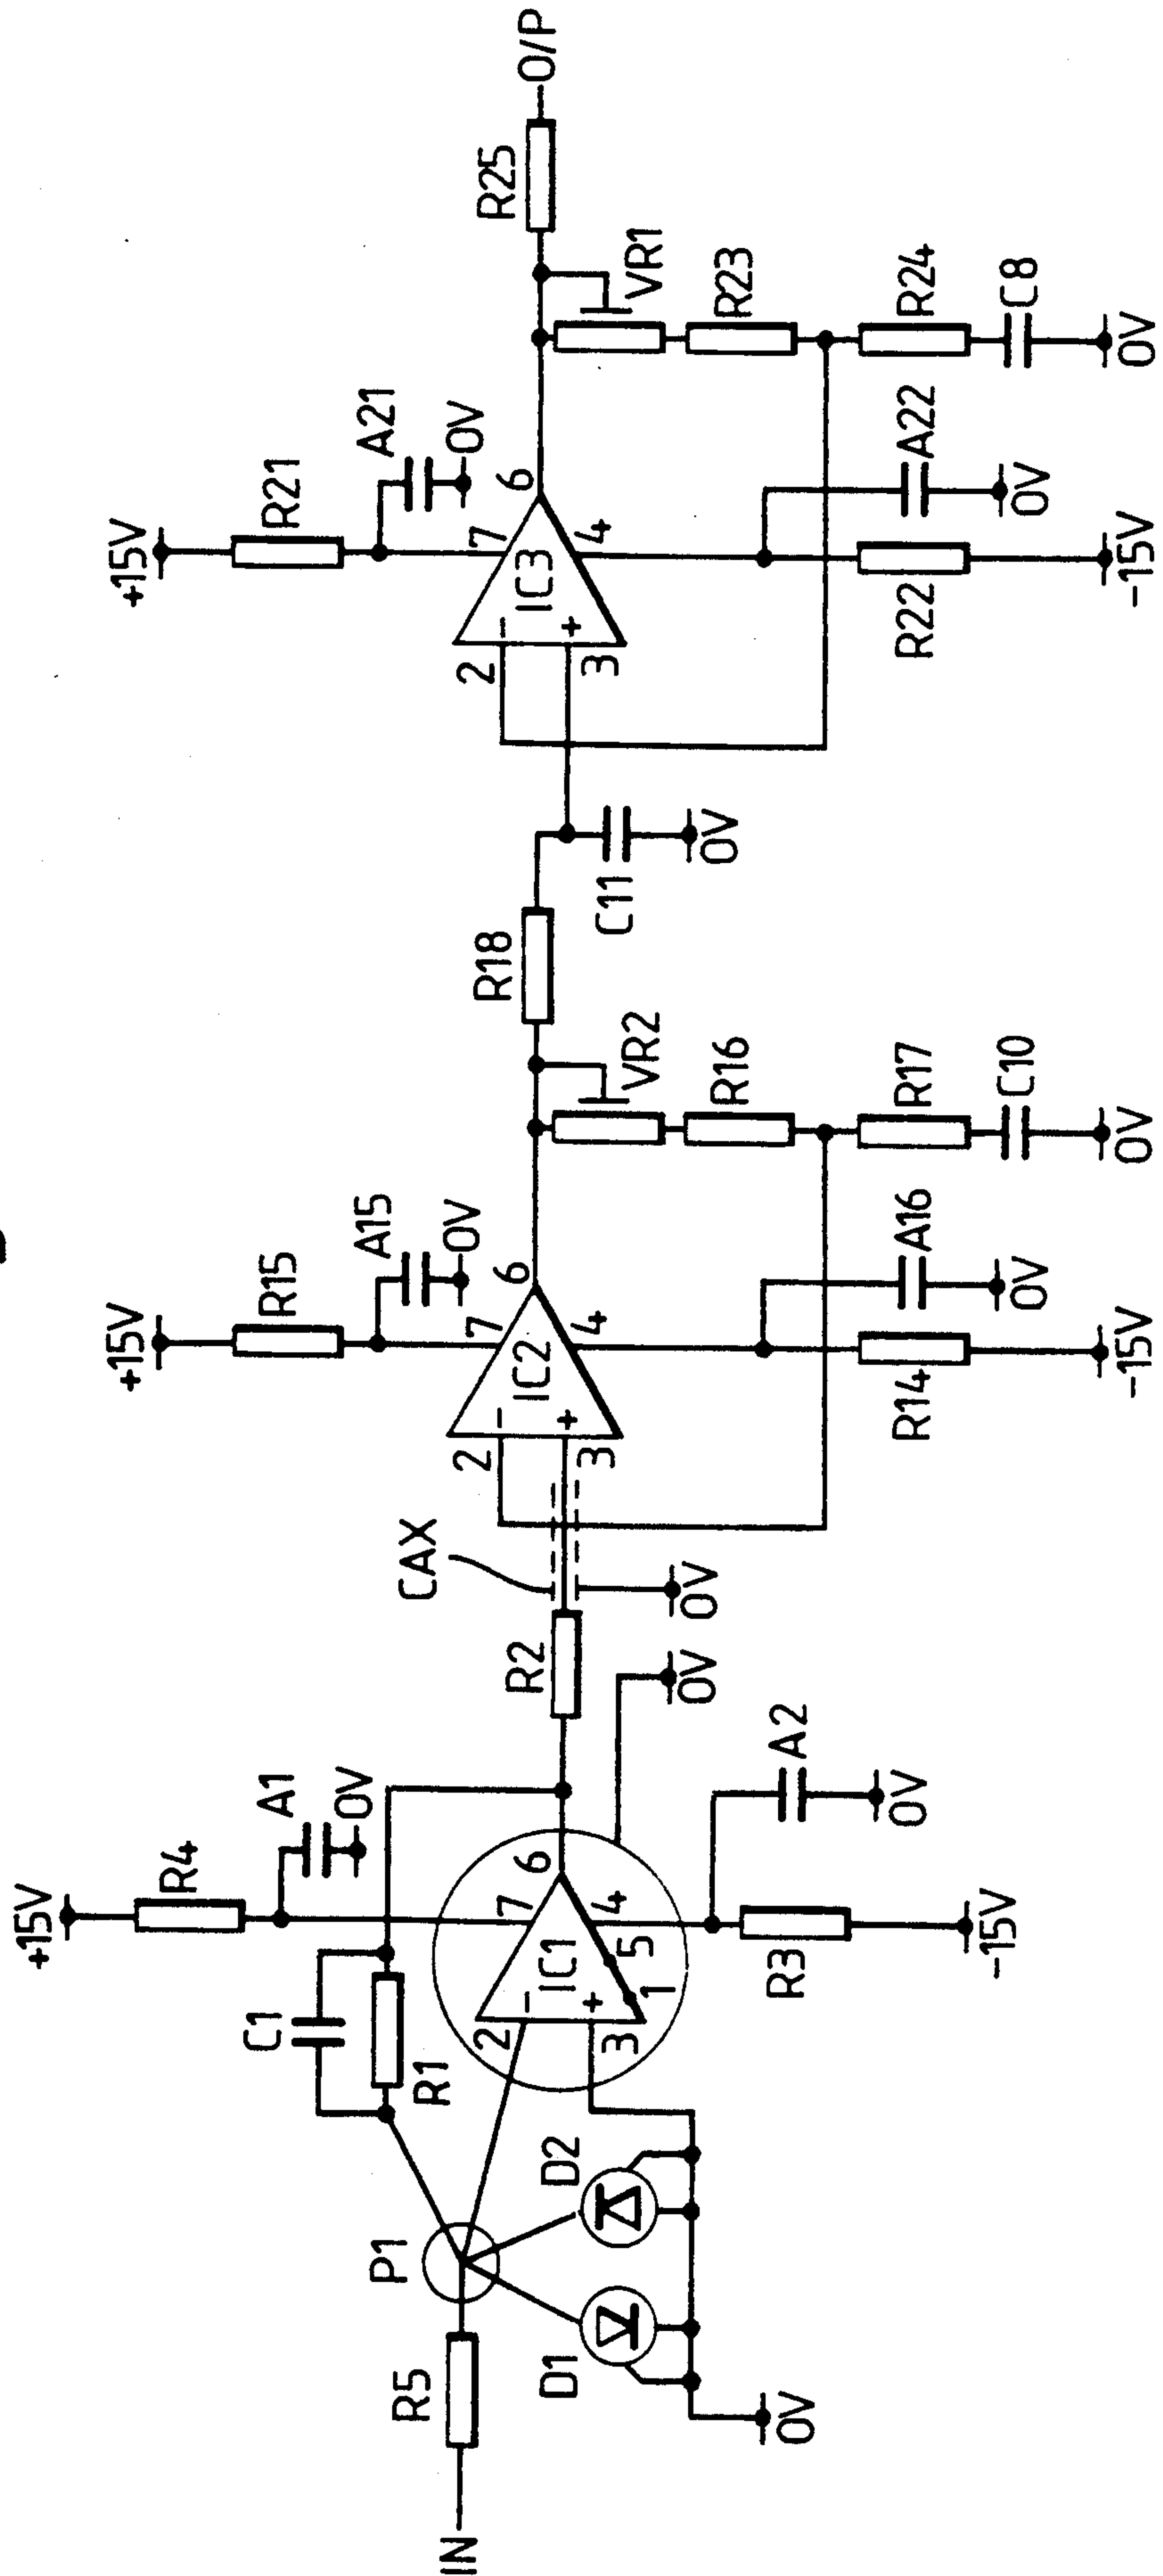 IN
R5
P1
D1
D2
0V
C1
R1
+15V
R4
A1
0V
2
3
IC1
-
+
7
6
4
5
1
R3
-15V
A2
0V
0V
R2
CAX
0V
2
3
IC2
-
+
7
6
4
+15V
R15
A15
0V
R14
-15V
A16
0V
VR2
R16
R17
C10
0V
R18
C11
0V
2
3
IC3
-
+
7
6
4
+15V
R21
A21
0V
R22
-15V
A22
0V
VR1
R23
R24
C8
0V
R25
O/P